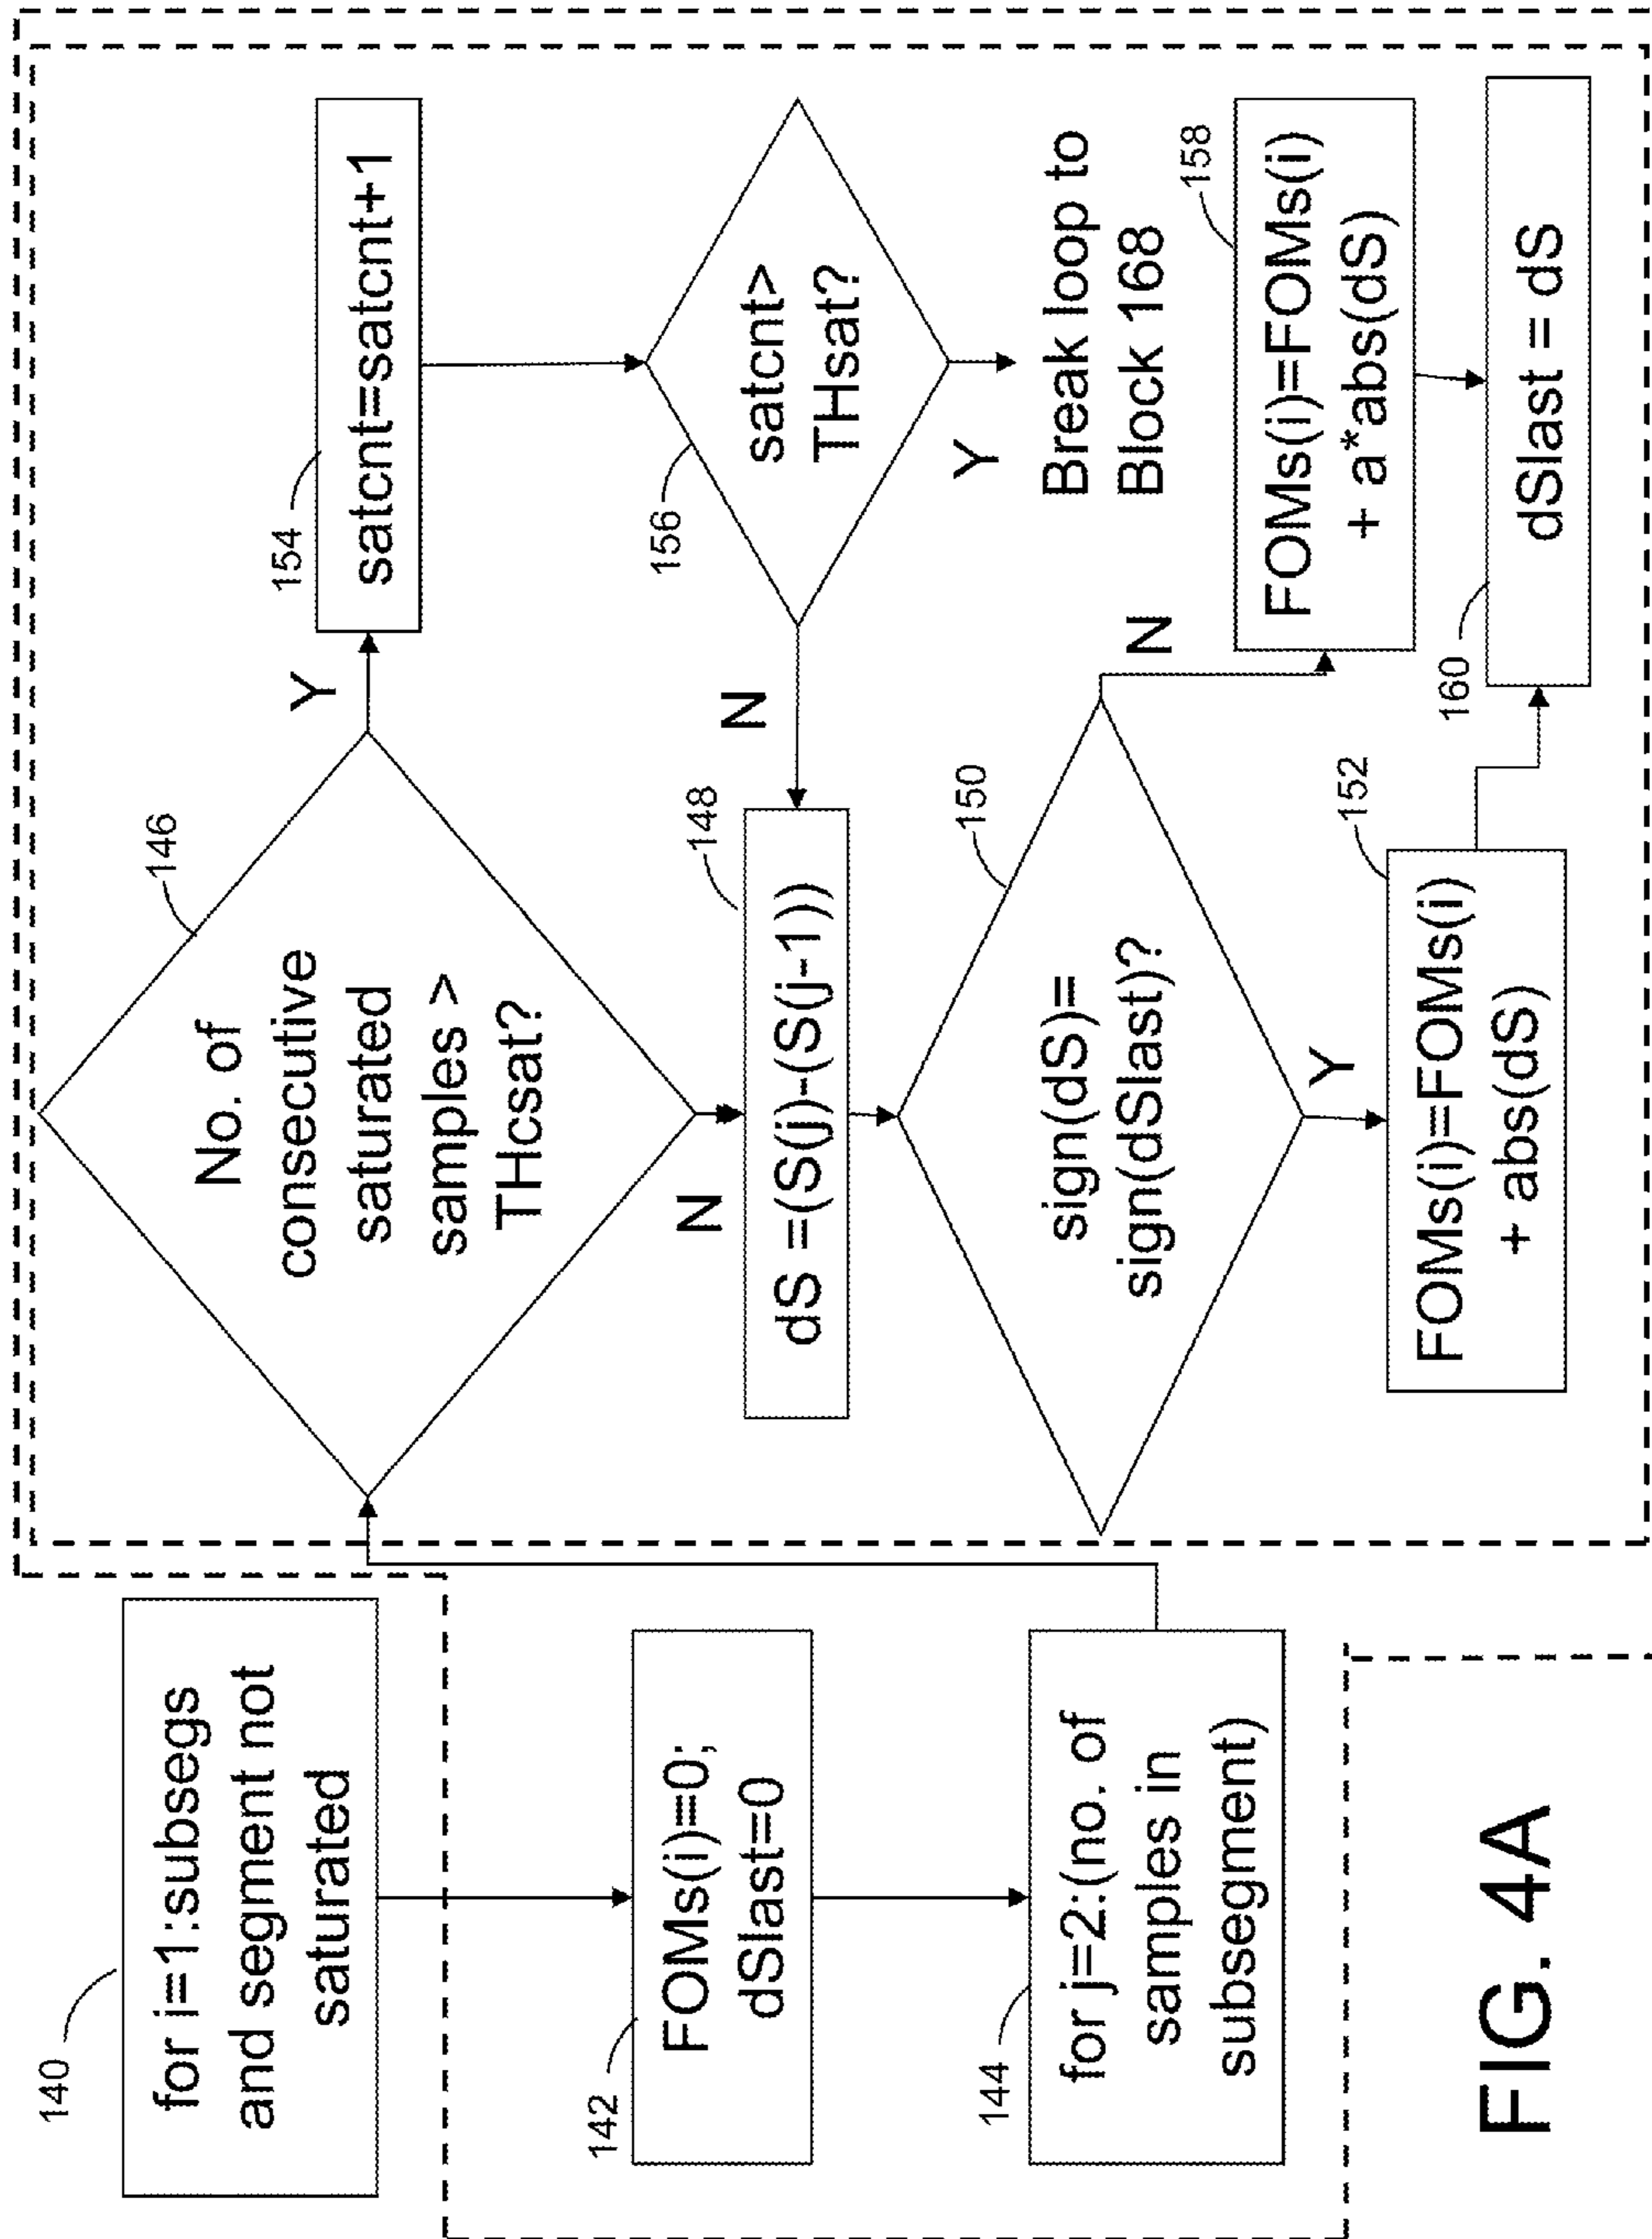 140
for i=1:subsegs
and segment not
saturated
142
FOMs(i)=0;
dSlast=0
144
for j=2:(no. of
samples in
subsegment)
146
No. of
consecutive
saturated
samples >
THcsat?
Y
N
154
satcnt=satcnt+1
156
satcnt>
THsat?
N
Y
Break loop to
Block 168
148
dS =(S(j)-(S(j-1))
150
sign(dS)=
sign(dSlast)?
N
Y
152
FOMs(i)=FOMs(i)
+ abs(dS)
158
FOMs(i)=FOMs(i)
+ a*abs(dS)
160
dSlast = dS
FIG. 4A